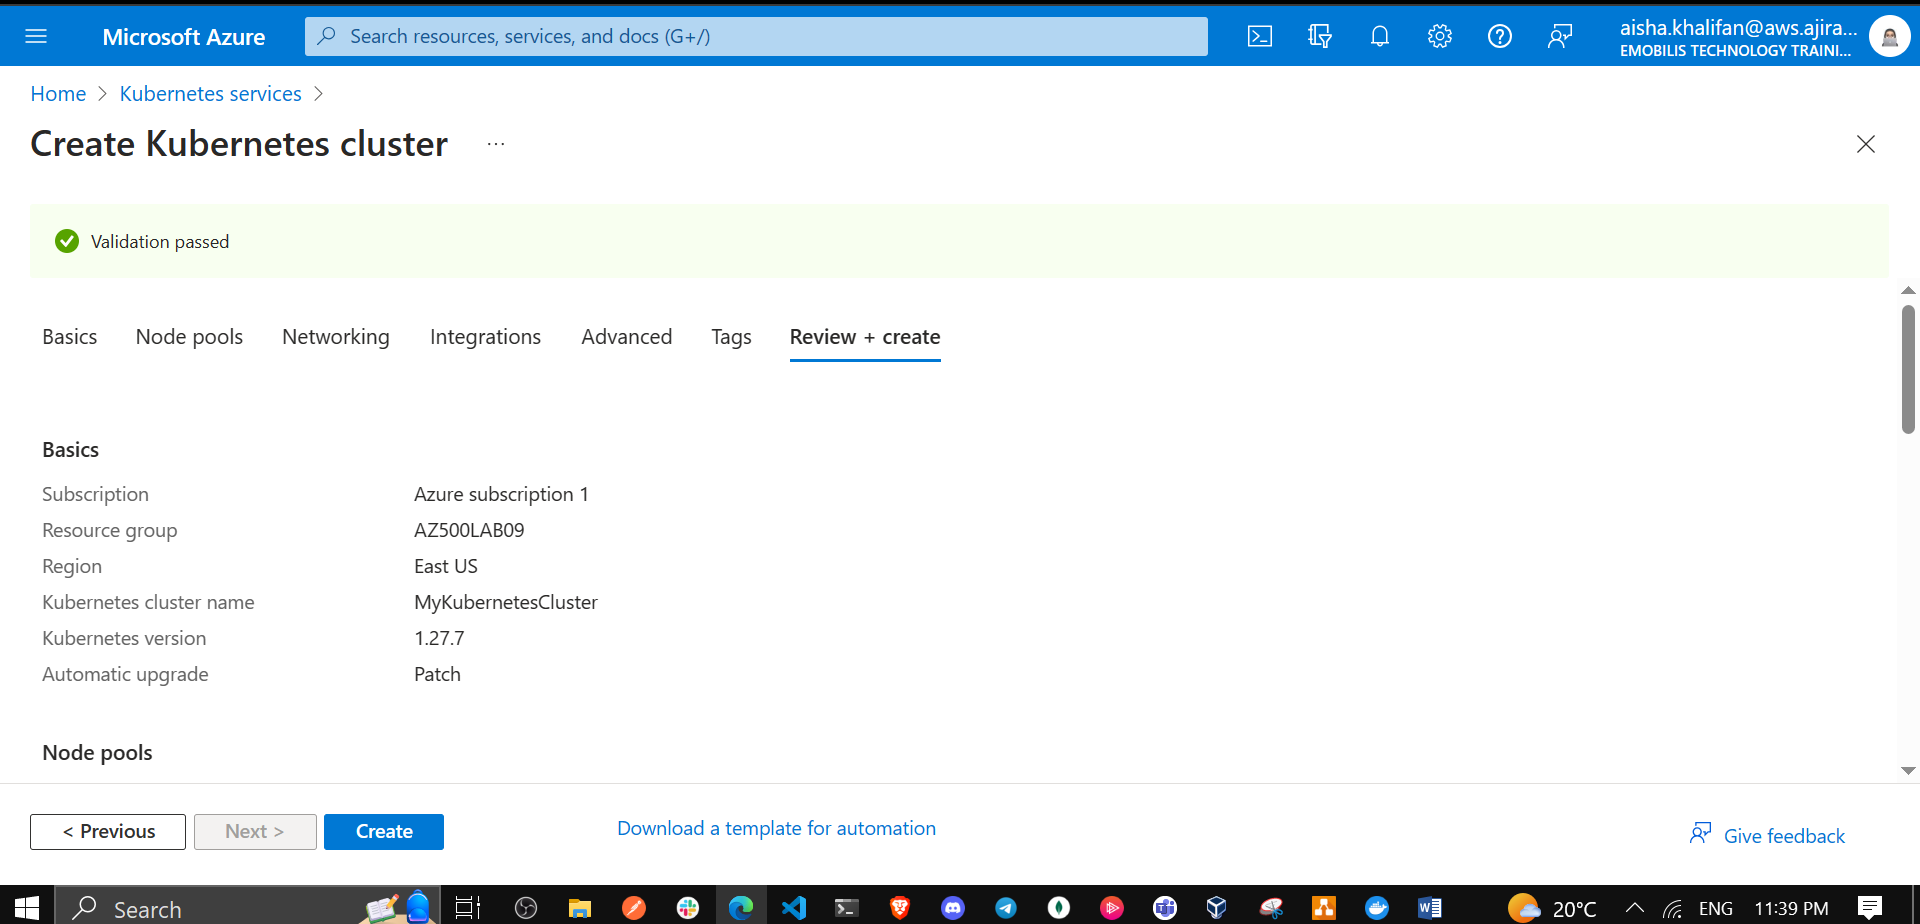 Microsoft Azure
Search resources, services, and docs (G+/)
aisha.khalifan@aws.ajira...
EMOBILIS TECHNOLOGY TRAINI...
Home > Kubernetes services >
Create Kubernetes cluster ...
Validation passed
Basics Node pools Networking Integrations Advanced Tags Review + create
Basics
Subscription Azure subscription 1
Resource group AZ500LAB09
Region East US
Kubernetes cluster name MyKubernetesCluster
Kubernetes version 1.27.7
Automatic upgrade Patch
Node pools
< Previous Next > Create Download a template for automation Give feedback
Search 20°C ENG 11:39 PM